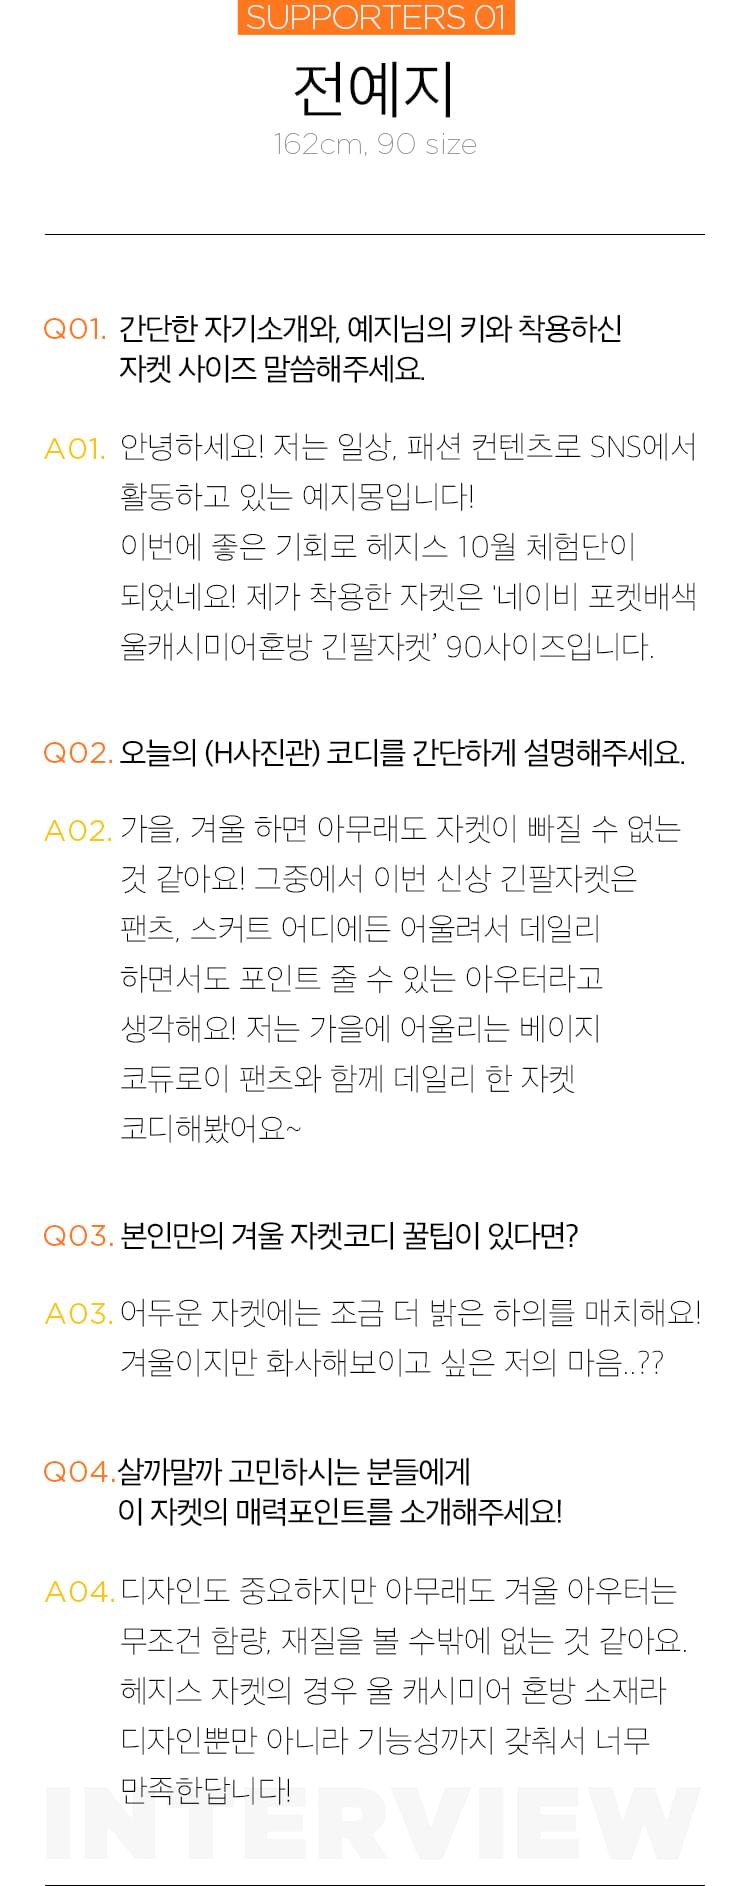 SUPPORTERS 01
전예지
162cm, 90 size
Q01. 간단한 자기소개와, 예지님의 키와 착용하신
자켓 사이즈 말씀해주세요.
A01. 안녕하세요! 저는 일상, 패션 컨텐츠로 SNS에서
활동하고 있는 예지몽입니다!
이번에 좋은 기회로 헤지스 10월 체험단이
되었네요! 제가 착용한 자켓은 '네이비 포켓배색
울캐시미어혼방 긴팔자켓’ 90사이즈입니다.
Q02. 오늘의 (H사진관) 코디를 간단하게 설명해주세요.
A02. 가을, 겨울 하면 아무래도 자켓이 빠질 수 없는
것 같아요! 그중에서 이번 신상 긴팔자켓은
팬츠, 스커트 어디에든 어울려서 데일리
하면서도 포인트 줄 수 있는 아우터라고
생각해요! 저는 가을에 어울리는 베이지
코듀로이 팬츠와 함께 데일리 한 자켓
코디해봤어요~
Q03. 본인만의 겨울 자켓코디 꿀팁이 있다면?
A03. 어두운 자켓에는 조금 더 밝은 하의를 매치해요!
겨울이지만 화사해보이고 싶은 저의 마음..??
Q04. 살까말까 고민하시는 분들에게
이 자켓의 매력포인트를 소개해주세요!
A04. 디자인도 중요하지만 아무래도 겨울 아우터는
무조건 함량, 재질을 볼 수밖에 없는 것 같아요.
헤지스 자켓의 경우 울 캐시미어 혼방 소재라
디자인뿐만 아니라 기능성까지 갖춰서 너무
만족한답니다!
INTERVIEW